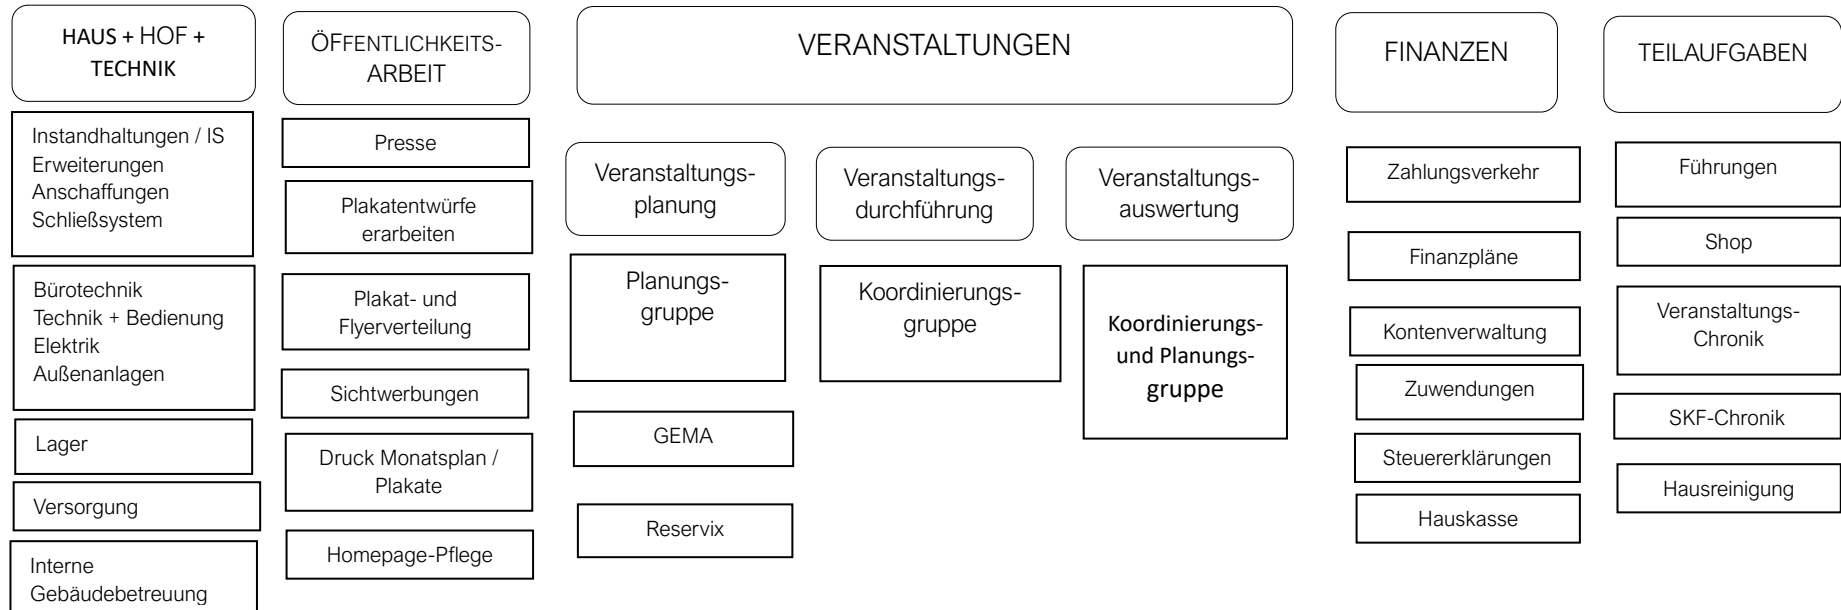 HAUS + HOF +
TECHNIK
Instandhaltungen / IS
Erweiterungen
Anschaffungen
Schließsystem
Bürotechnik
Technik + Bedienung
Elektrik
Außenanlagen
Lager
Versorgung
Interne
Gebäudebetreuung
ÖFFENTLICHKEITS-
ARBEIT
Presse
Plakatentwürfe
erarbeiten
Plakat- und
Flyerverteilung
Sichtwerbungen
Druck Monatsplan /
Plakate
Homepage-Pflege
VERANSTALTUNGEN
Veranstaltungs-
planung
Planungs-
gruppe
GEMA
Reservix
Veranstaltungs-
durchführung
Koordinierungs-
gruppe
Veranstaltungs-
auswertung
Koordinierungs-
und Planungs-
gruppe
FINANZEN
Zahlungsverkehr
Finanzpläne
Kontenverwaltung
Zuwendungen
Steuererklärungen
Hauskasse
TEILAUFGABEN
Führungen
Shop
Veranstaltungs-
Chronik
SKF-Chronik
Hausreinigung